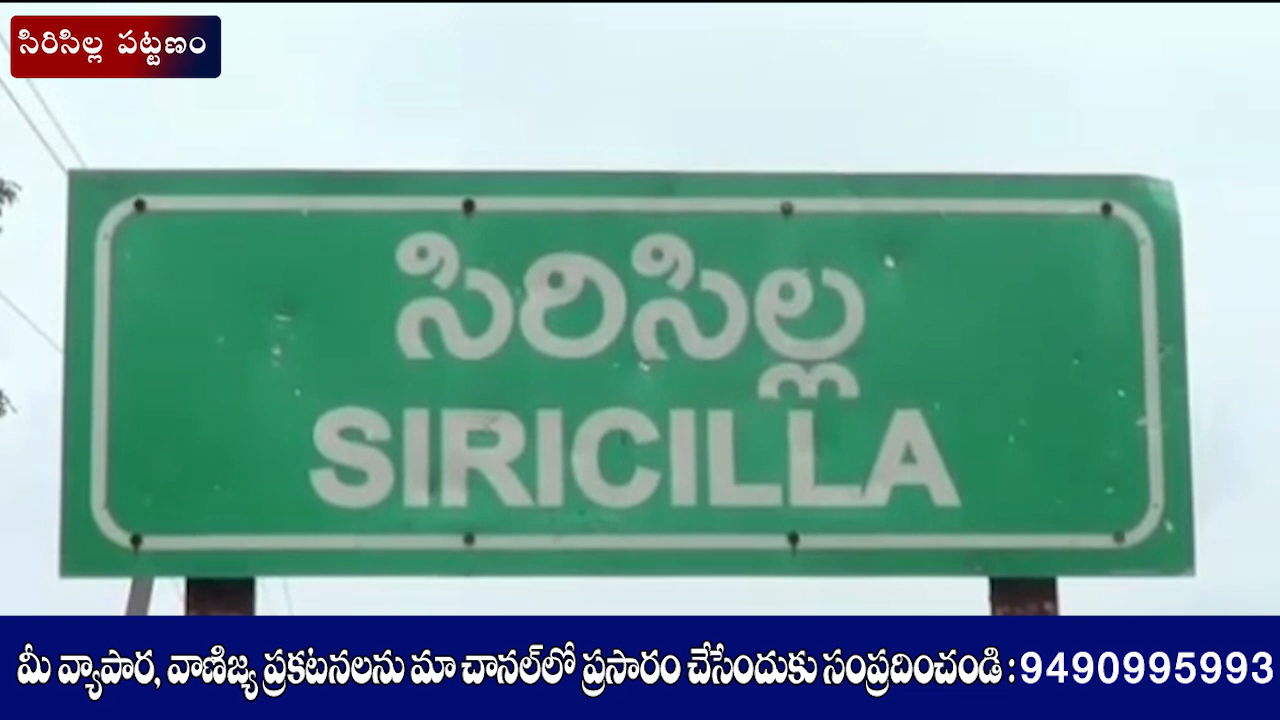 సిరిసిల్ల పట్టణం
సిరిసిల్ల
SIRICILLA
మీ వ్యాపార, వాణిజ్య ప్రకటనలను మా చానల్‌లో ప్రసారం చేసేందుకు సంప్రదించండి : 9490995993